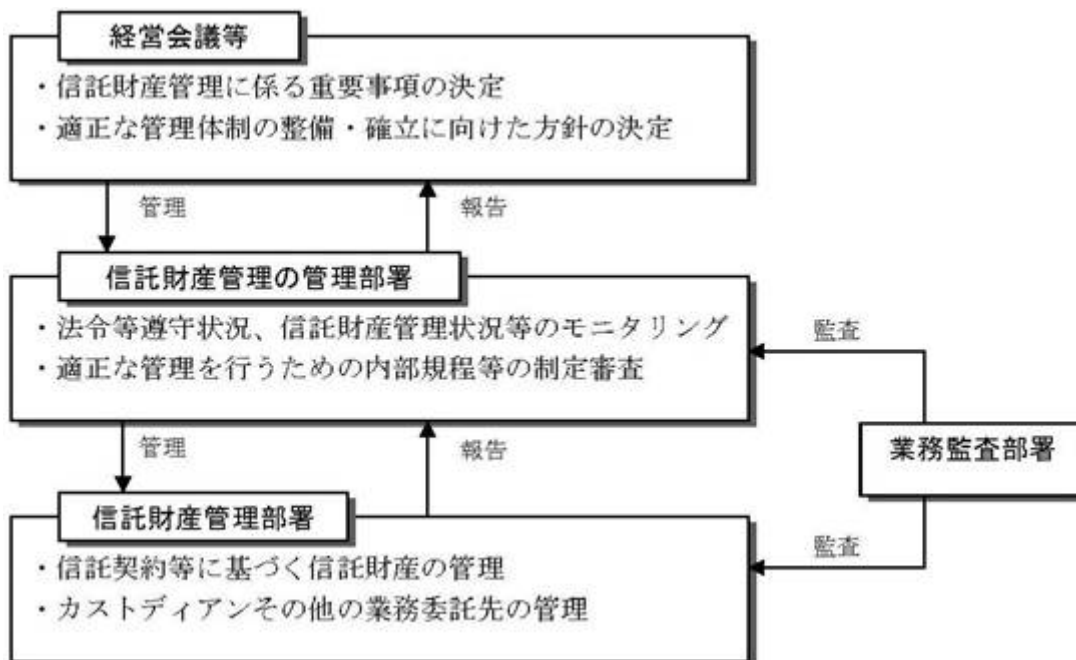 経営会議等
・信託財産管理に係る重要事項の決定
・適正な管理体制の整備・確立に向けた方針の決定
管理
報告
信託財産管理の管理部署
・法令等遵守状況、信託財産管理状況等のモニタリング
・適正な管理を行うための内部規程等の制定審査
監査
管理
報告
業務監査部署
信託財産管理部署
・信託契約等に基づく信託財産の管理
・カストディアンその他の業務委託先の管理
監査